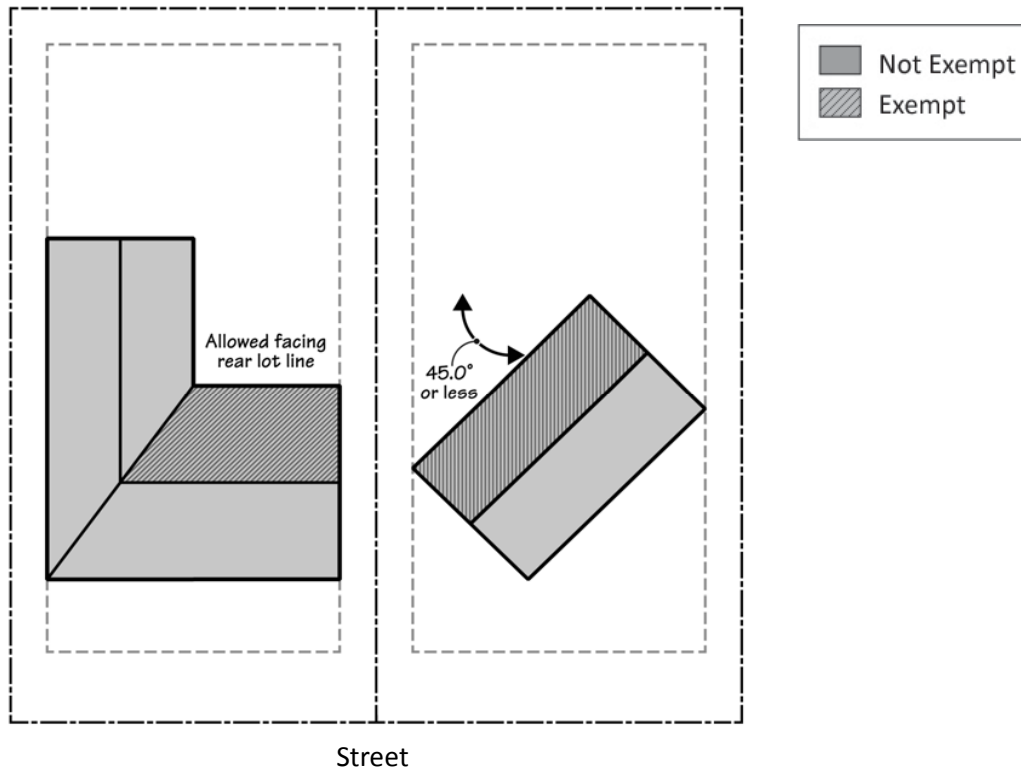 Not Exempt
Exempt
Allowed facing
rear lot line
45.0°
or less
Street